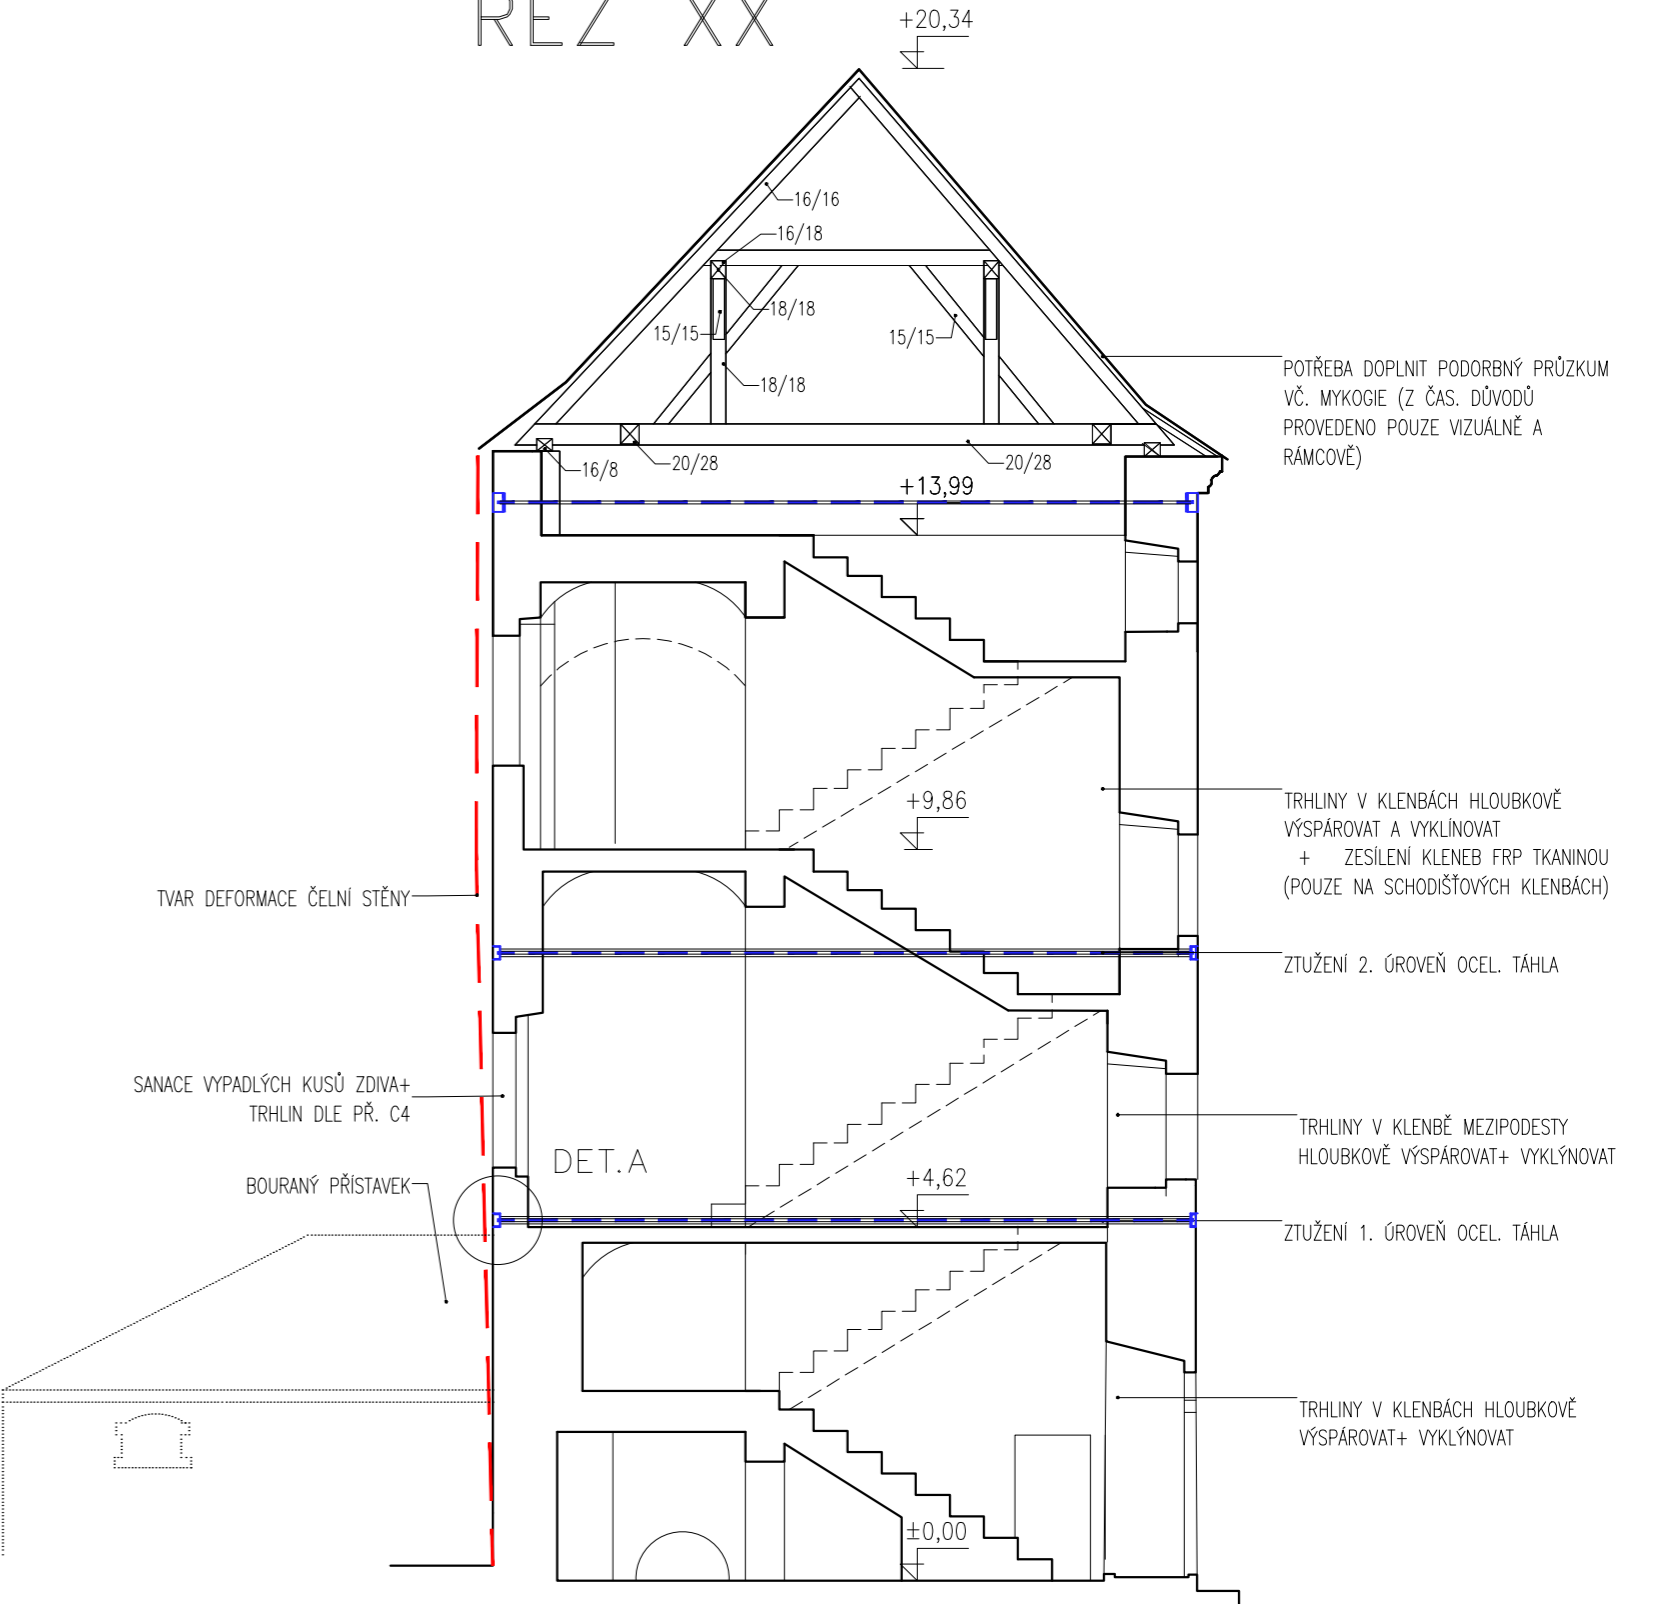 ŘEZ XX
+20,34
16/16
16/18
18/18
15/15
15/15
18/18
16/8
20/28
20/28
+13,99
POTŘEBA DOPLNIT PODORBNÝ PRŮZKUM
VČ. MYKOGIE (Z ČAS. DŮVODŮ
PROVEDENO POUZE VIZUÁLNĚ A
RÁMCOVĚ)
+9,86
TRHLINY V KLENBÁCH HLOUBKOVĚ
VÝSPÁROVAT A VYKLÍNOVAT
+ ZESÍLENÍ KLENEB FRP TKANINOU
(POUZE NA SCHODIŠŤOVÝCH KLENBÁCH)
TVAR DEFORMACE ČELNÍ STĚNY
ZTUŽENÍ 2. ÚROVEŇ OCEL. TÁHLA
SANACE VYPADLÝCH KUSŮ ZDIVA+
TRHLIN DLE PŘ. C4
TRHLINY V KLENBĚ MEZIPODESTY
HLOUBKOVĚ VÝSPÁROVAT+ VYKLÝNOVAT
DET.A
BOURANÝ PŘÍSTAVEK
+4,62
ZTUŽENÍ 1. ÚROVEŇ OCEL. TÁHLA
TRHLINY V KLENBÁCH HLOUBKOVĚ
VÝSPÁROVAT+ VYKLÝNOVAT
±0,00